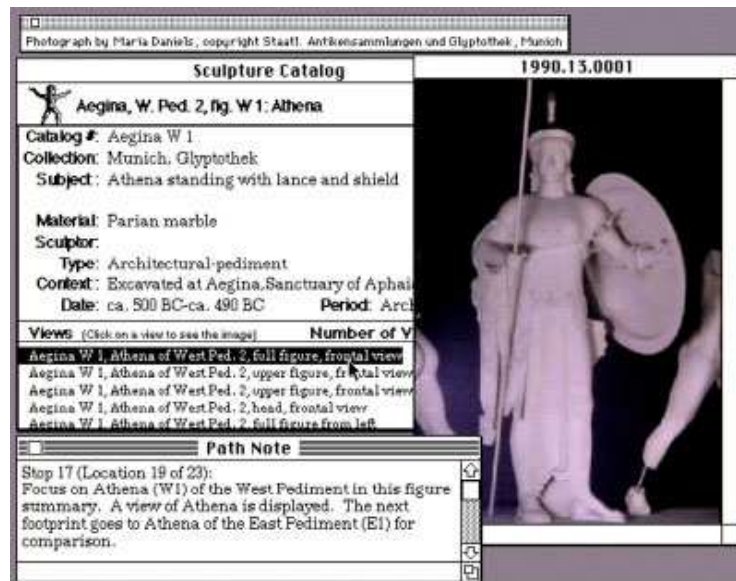 Photograph by Maria Daniels, copyright Staatl. Antikensammlungen und Glyptothek, Munich
Sculpture Catalog
1990.13.0001
Aegina, W. Ped. 2, fig. W 1: Athena
Catalog #: Aegina W 1
Collection: Munich, Glyptothek
Subject: Athena standing with lance and shield
Material: Parian marble
Sculptor:
Type: Architectural-pediment
Context: Excavated at Aegina, Sanctuary of Aphai
Date: ca. 500 BC-ca. 490 BC Period: Arc
Views (Click on a view to see the image) Number of V
Aegina W 1, Athena of West Ped. 2, full figure, frontal view
Aegina W 1, Athena of West Ped. 2, upper figure, frontal view
Aegina W 1, Athena of West Ped. 2, upper figure, frontal view
Aegina W 1, Athena of West Ped. 2, head, frontal view
Aegina W 1, Athena of West Ped. 2, full figure from left
Path Note
Stop 17 (Location 19 of 23):
Focus on Athena (W1) of the West Pediment in this figure
summary. A view of Athena is displayed. The next
footprint goes to Athena of the East Pediment (E1) for
comparison.